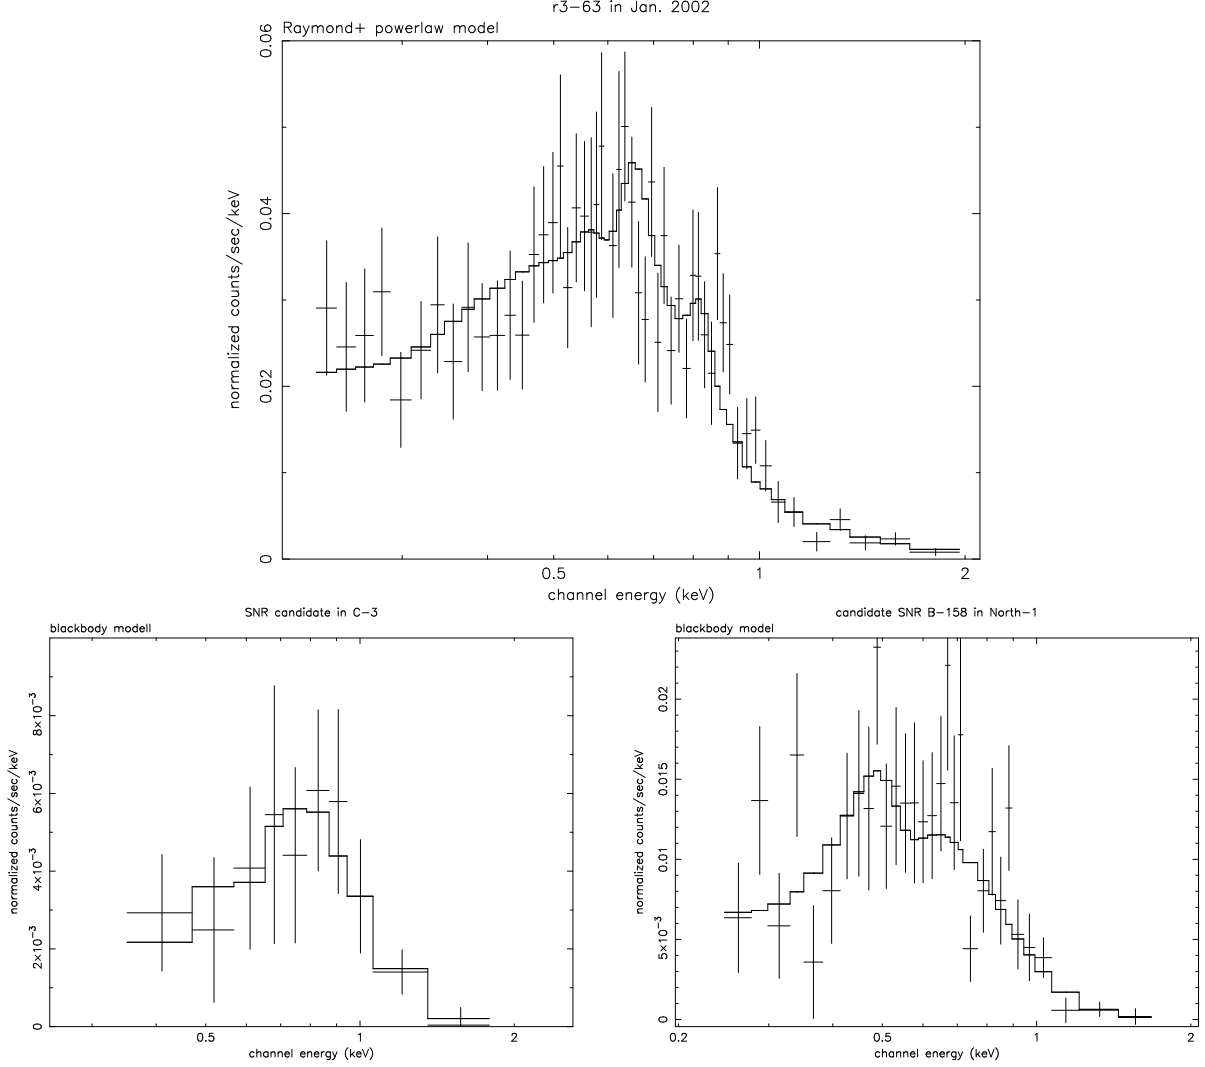 r3-63 in Jan. 2002
Raymond+ powerlaw model
0.06
0.04
0.02
0
normalized counts/sec/keV
0.5
1
2
channel energy (keV)
SNR candidate in C-3
blackbody modell
8×10⁻³
6×10⁻³
4×10⁻³
2×10⁻³
0
normalized counts/sec/keV
0.5
1
2
channel energy (keV)
candidate SNR B-158 in North-1
blackbody model
0.02
0.015
0.01
5×10⁻³
0
normalized counts/sec/keV
0.2
0.5
1
2
channel energy (keV)